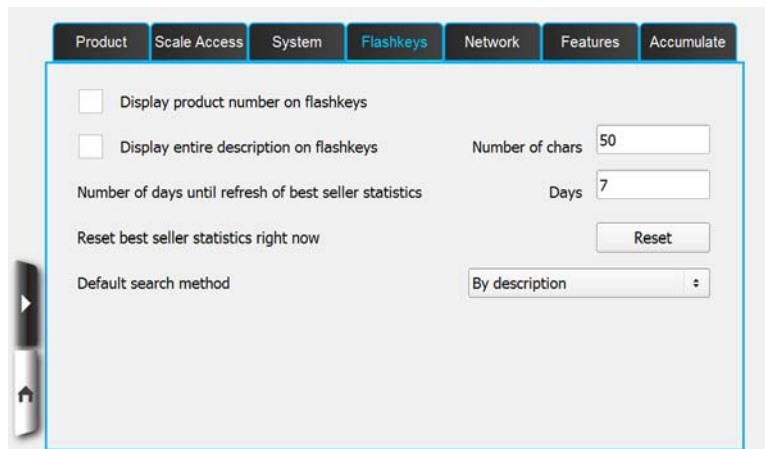 Product Scale Access System Flashkeys Network Features Accumulate
Display product number on flashkeys
Display entire description on flashkeys Number of chars 50
Number of days until refresh of best seller statistics Days 7
Reset best seller statistics right now Reset
Default search method By description